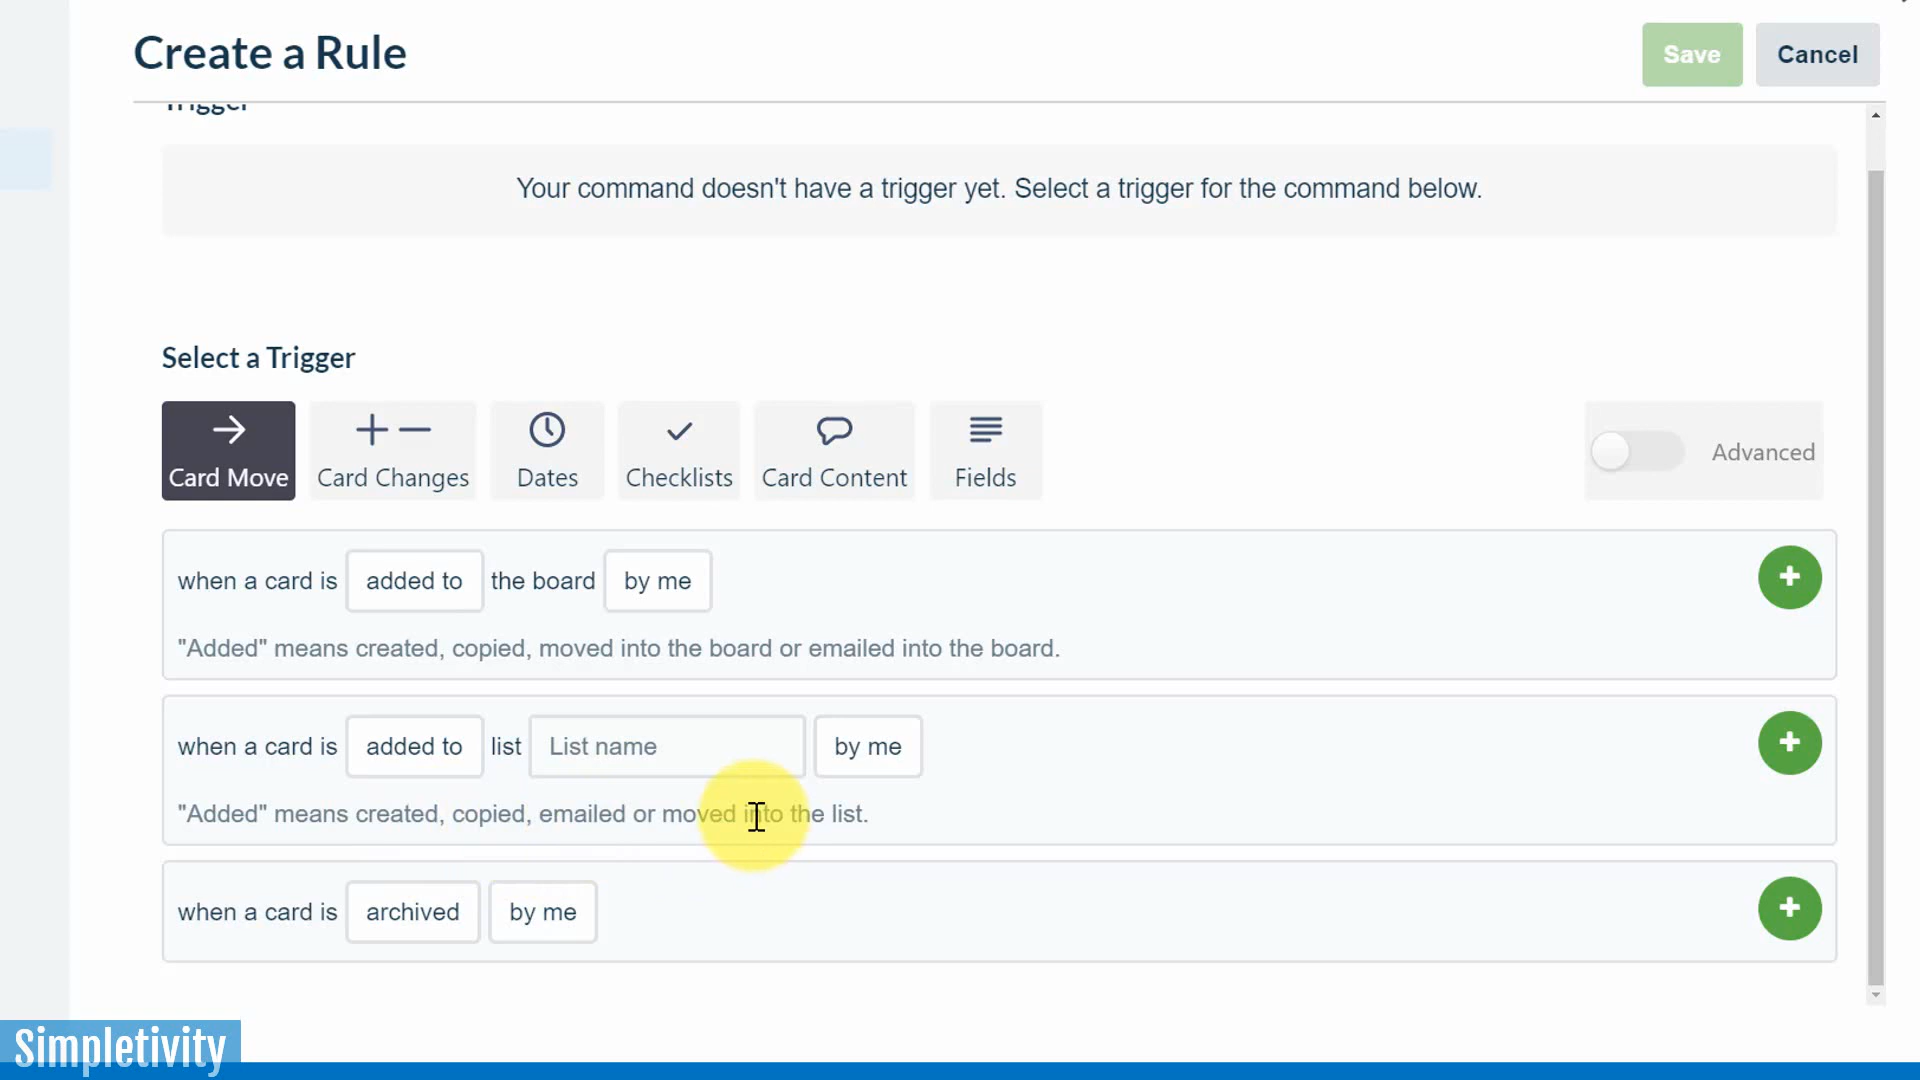 Create a Rule
Save
Cancel
Trigger
Your command doesn't have a trigger yet. Select a trigger for the command below.
Select a Trigger
Card Move
Card Changes
Dates
Checklists
Card Content
Fields
Advanced
when a card is added to the board by me
"Added" means created, copied, moved into the board or emailed into the board.
when a card is added to list List name by me
"Added" means created, copied, emailed or moved into the list.
when a card is archived by me
Simpletivity